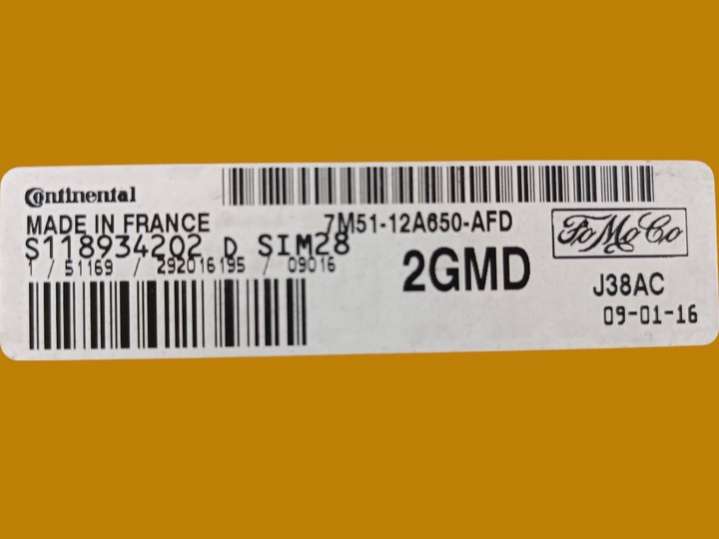 Continental
MADE IN FRANCE
7M51-12A650-AFD
FoMoCo
S118934202 D SIM28
1 / 51169 / 292016195 / 09016
2GMD
J38AC
09-01-16